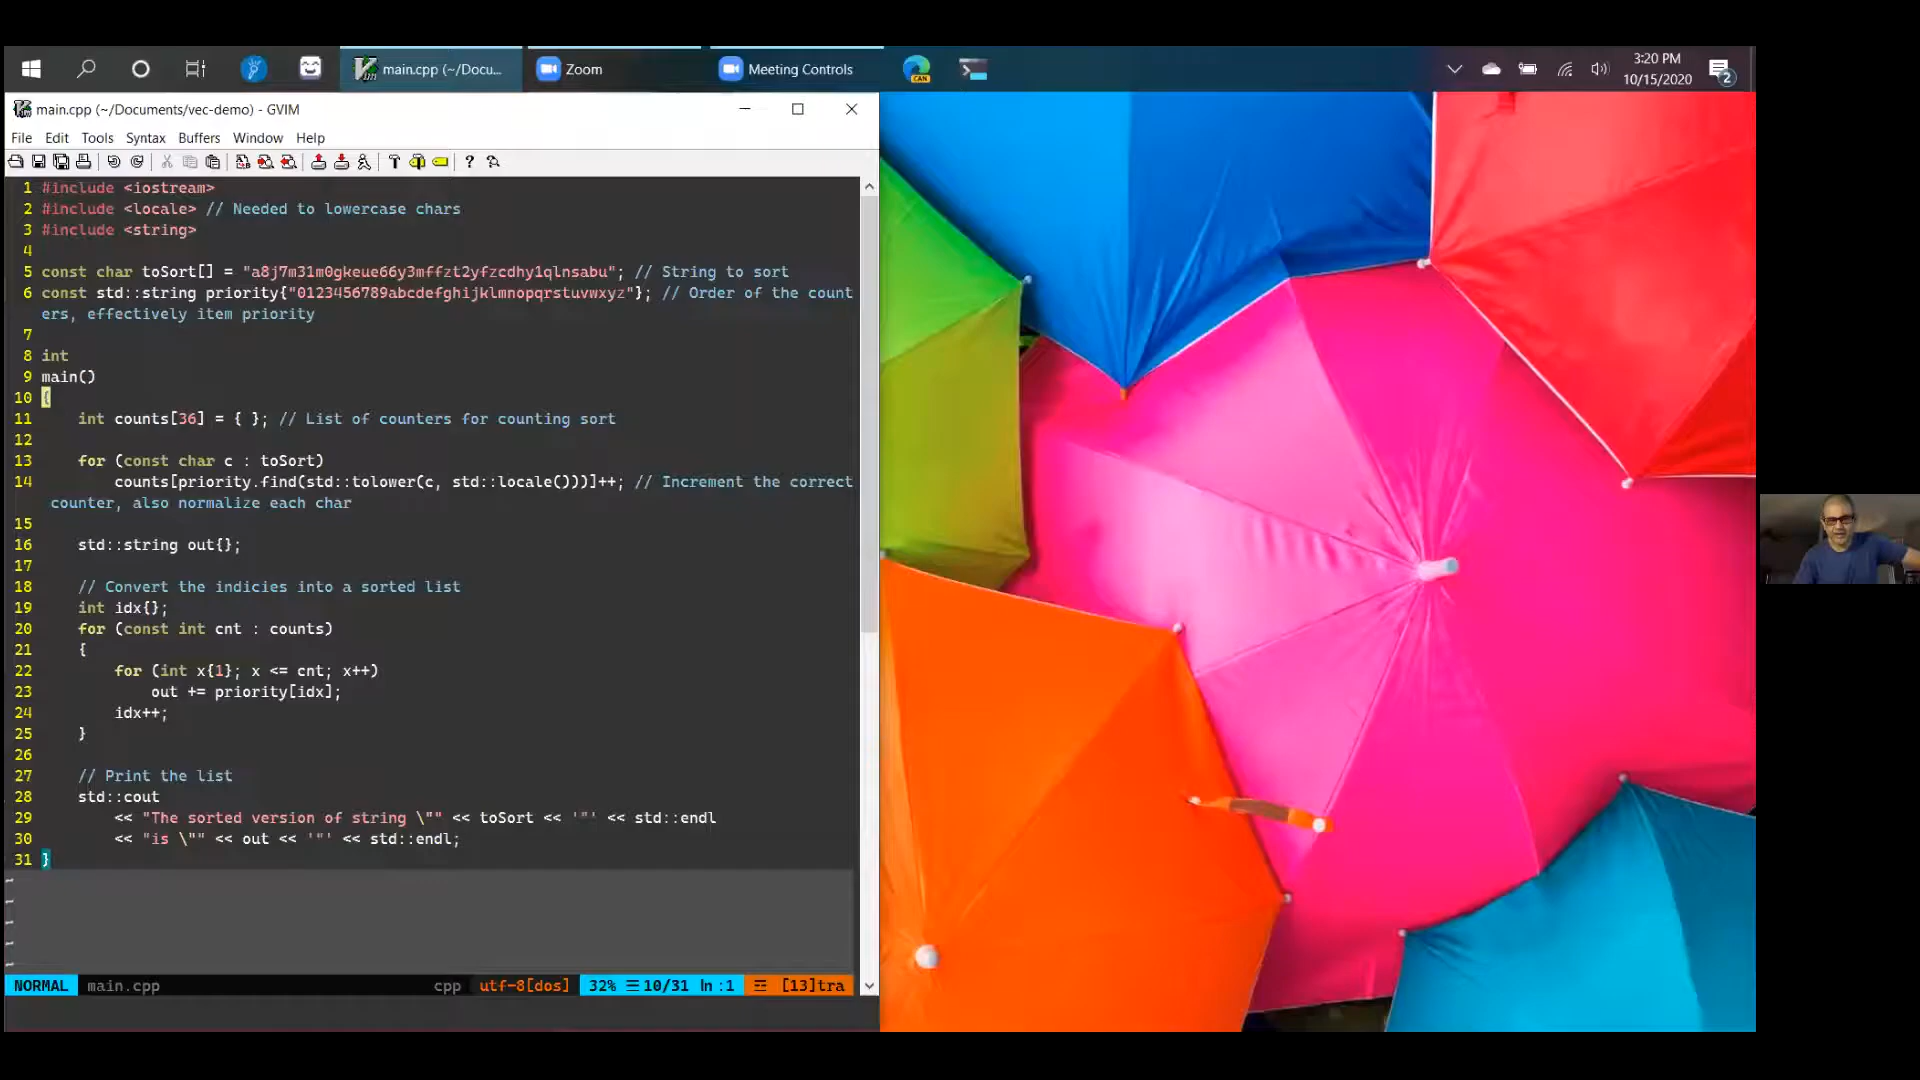 main.cpp (~/Docu...
Zoom
Meeting Controls
CAN
3:20 PM
10/15/2020
2
main.cpp (~/Documents/vec-demo) - GVIM
File Edit Tools Syntax Buffers Window Help
1 #include <iostream>
2 #include <locale> // Needed to lowercase chars
3 #include <string>
4
5 const char toSort[] = "a8j7m31m0gkeue66y3mffzt2yfzcdhy1qlnsabu"; // String to sort
6 const std::string priority{"0123456789abcdefghijklmnopqrstuvwxyz"}; // Order of the count
ers, effectively item priority
7
8 int
9 main()
10 {
11 int counts[36] = { }; // List of counters for counting sort
12
13 for (const char c : toSort)
14 counts[priority.find(std::tolower(c, std::locale()))]++; // Increment the correct
counter, also normalize each char
15
16 std::string out{};
17
18 // Convert the indicies into a sorted list
19 int idx{};
20 for (const int cnt : counts)
21 {
22 for (int x{1}; x <= cnt; x++)
23 out += priority[idx];
24 idx++;
25 }
26
27 // Print the list
28 std::cout
29 << "The sorted version of string \"" << toSort << '"' << std::endl
30 << "is \"" << out << '"' << std::endl;
31 }
~
~
~
~
~
NORMAL main.cpp cpp utf-8[dos] 32% ☰ 10/31 ln :1 ☲ [13]tra